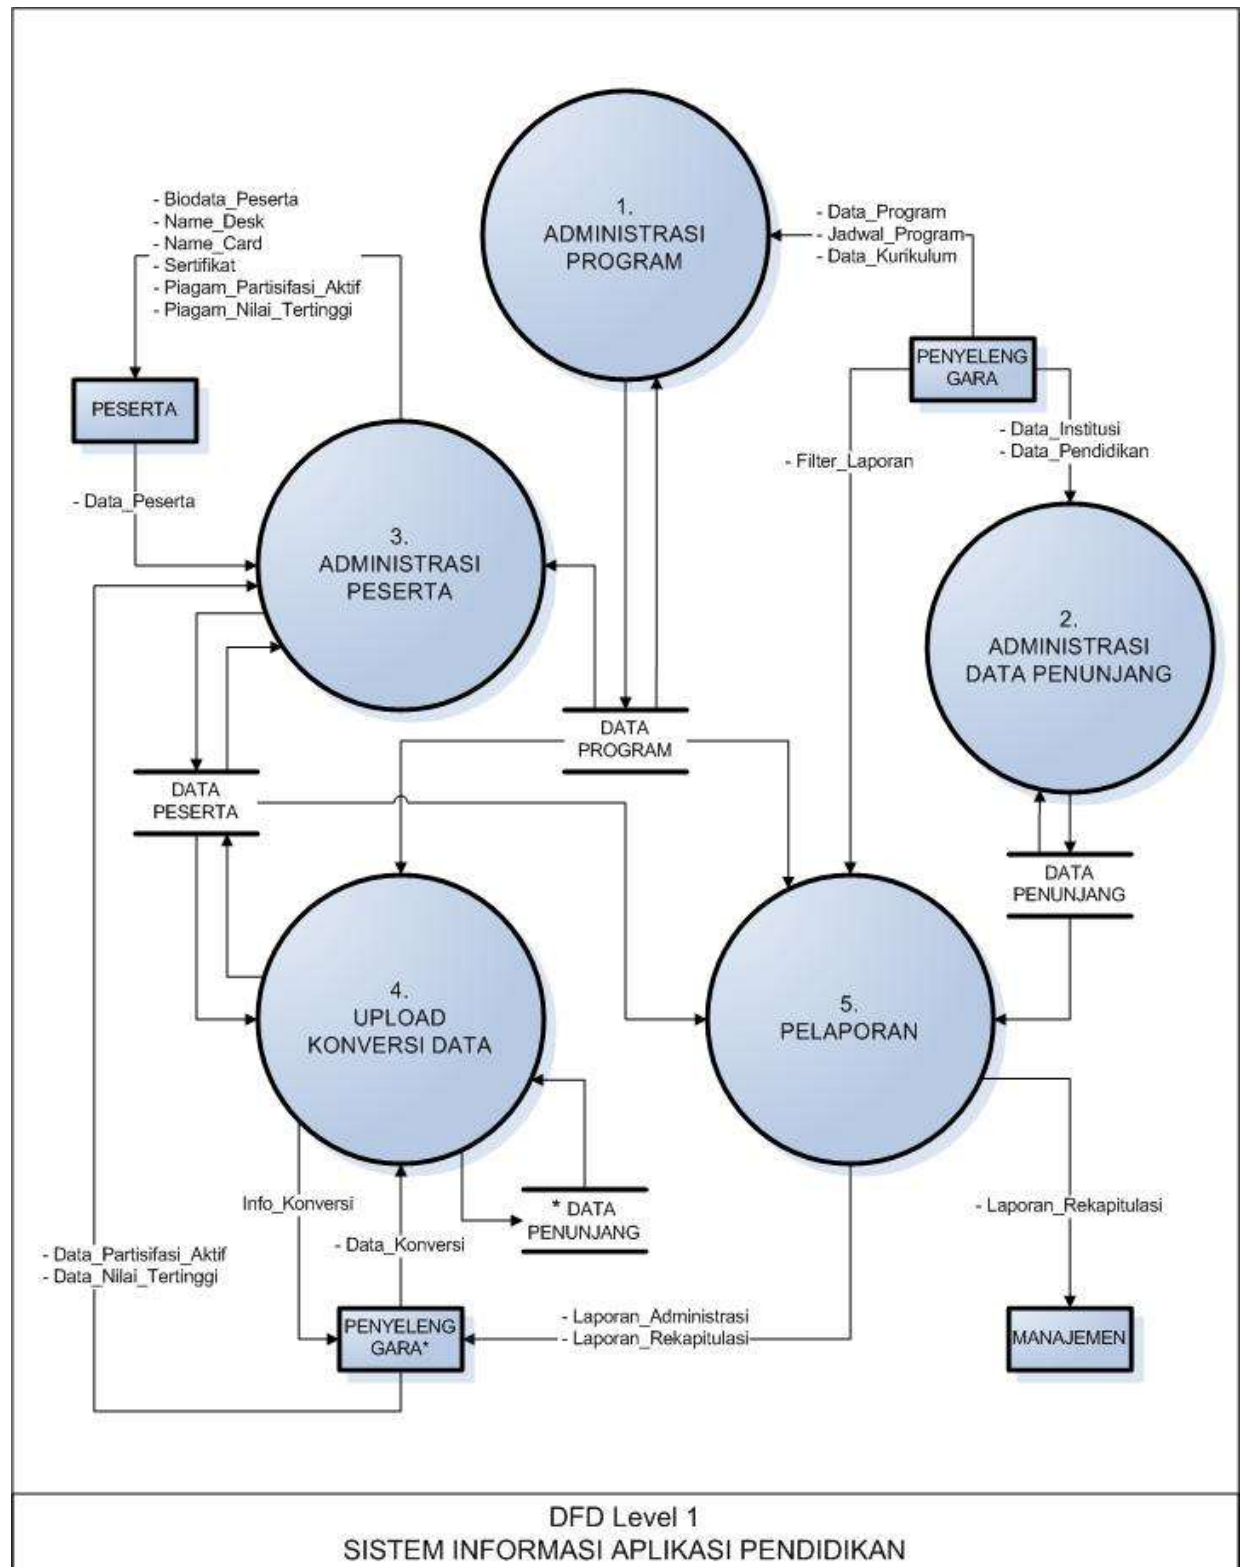 1.
ADMINISTRASI
PROGRAM
- Biodata_Peserta
- Name_Desk
- Name_Card
- Sertifikat
- Piagam_Partisifasi_Aktif
- Piagam_Nilai_Tertinggi
- Data_Program
- Jadwal_Program
- Data_Kurikulum
PENYELENG
GARA
PESERTA
- Data_Institusi
- Data_Pendidikan
- Filter_Laporan
- Data_Peserta
3.
ADMINISTRASI
PESERTA
2.
ADMINISTRASI
DATA PENUNJANG
DATA
PROGRAM
DATA
PESERTA
DATA
PENUNJANG
4.
UPLOAD
KONVERSI DATA
5.
PELAPORAN
Info_Konversi
* DATA
PENUNJANG
- Laporan_Rekapitulasi
- Data_Konversi
- Data_Partisifasi_Aktif
- Data_Nilai_Tertinggi
PENYELENG
GARA*
- Laporan_Administrasi
- Laporan_Rekapitulasi
MANAJEMEN
DFD Level 1
SISTEM INFORMASI APLIKASI PENDIDIKAN